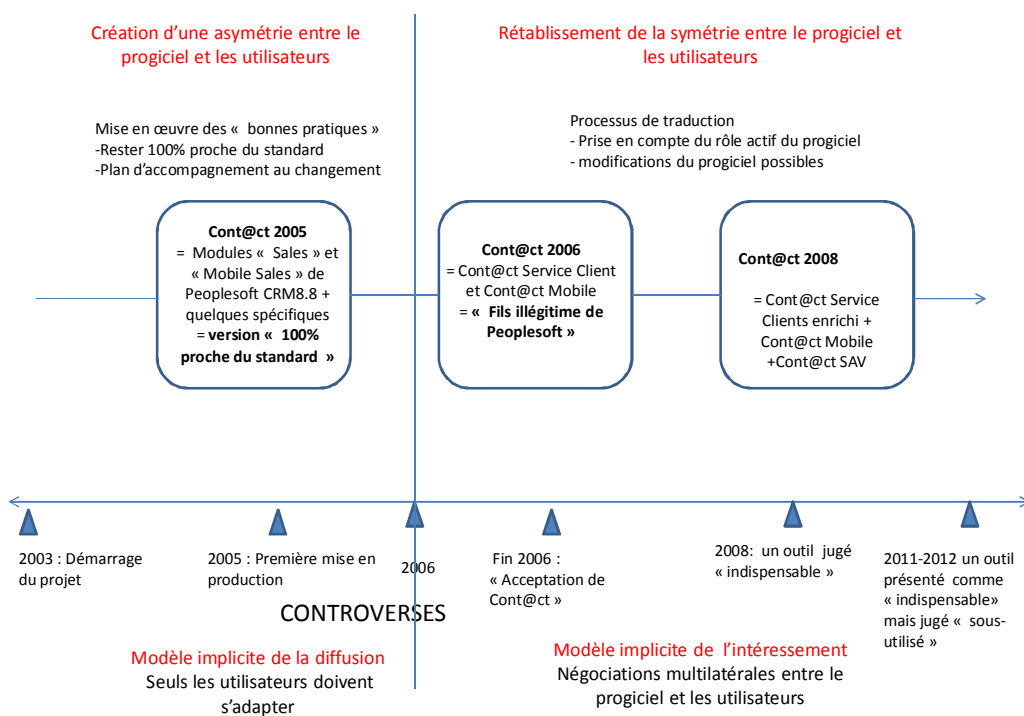 Création d'une asymétrie entre le
progiciel et les utilisateurs
Rétablissement de la symétrie entre le progiciel et
les utilisateurs
Mise en œuvre des « bonnes pratiques »
-Rester 100% proche du standard
-Plan d'accompagnement au changement
Processus de traduction
- Prise en compte du rôle actif du progiciel
- modifications du progiciel possibles
Cont@ct 2005
= Modules « Sales » et
« Mobile Sales » de
Peoplesoft CRM8.8 +
quelques spécifiques
= version « 100%
proche du standard »
Cont@ct 2006
= Cont@ct Service Client
et Cont@ct Mobile
= « Fils illégitime de
Peoplesoft »
Cont@ct 2008
= Cont@ct Service
Clients enrichi +
Cont@ct Mobile
+Cont@ct SAV
2003 : Démarrage
du projet
2005 : Première mise en
production
2006
Fin 2006 :
« Acceptation de
Cont@ct »
2008: un outil jugé
« indispensable »
2011-2012 un outil
présenté comme
« indispensable»
mais jugé « sous-
utilisé »
CONTROVERSES
Modèle implicite de la diffusion
Seuls les utilisateurs doivent
s'adapter
Modèle implicite de l'intéressement
Négociations multilatérales entre le
progiciel et les utilisateurs